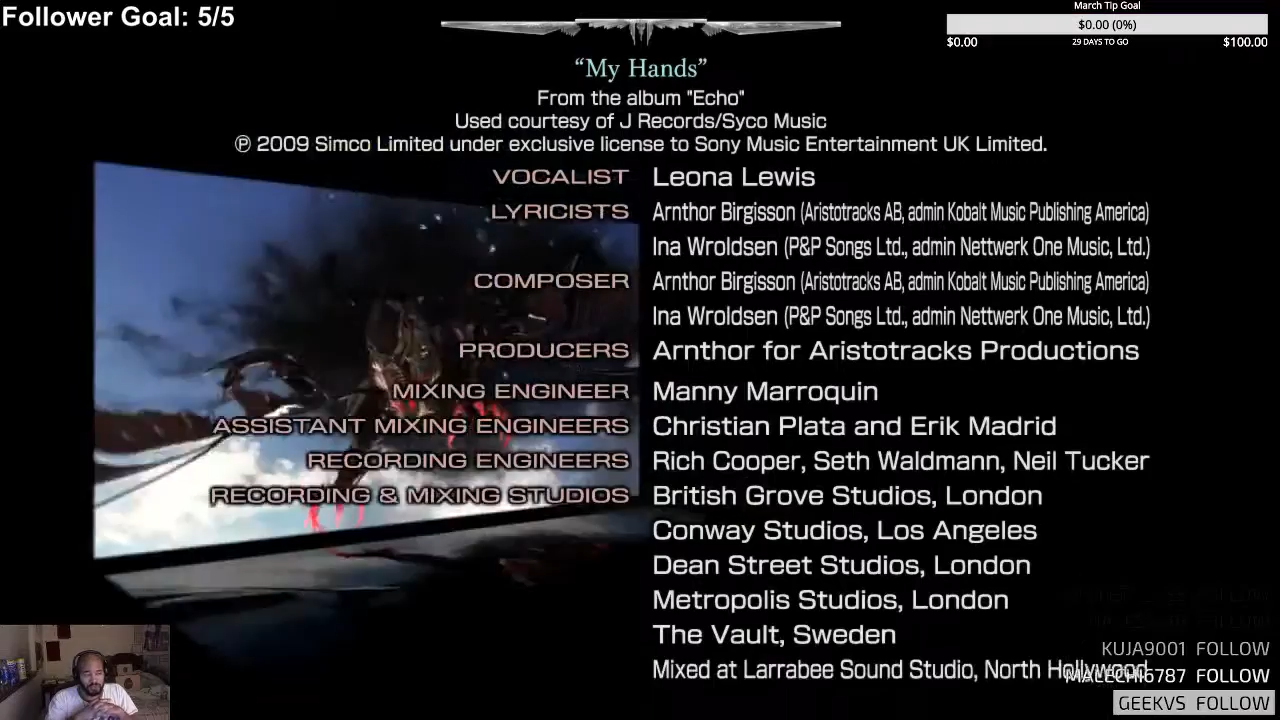 Follower Goal: 5/5
March Tip Goal
$0.00 (0%)
$0.00 29 DAYS TO GO $100.00
“My Hands”
From the album "Echo"
Used courtesy of J Records/Syco Music
℗ 2009 Simco Limited under exclusive license to Sony Music Entertainment UK Limited.
VOCALIST Leona Lewis
LYRICISTS Arnthor Birgisson (Aristotracks AB, admin Kobalt Music Publishing America)
Ina Wroldsen (P&P Songs Ltd., admin Nettwerk One Music, Ltd.)
COMPOSER Arnthor Birgisson (Aristotracks AB, admin Kobalt Music Publishing America)
Ina Wroldsen (P&P Songs Ltd., admin Nettwerk One Music, Ltd.)
PRODUCERS Arnthor for Aristotracks Productions
MIXING ENGINEER Manny Marroquin
ASSISTANT MIXING ENGINEERS Christian Plata and Erik Madrid
RECORDING ENGINEERS Rich Cooper, Seth Waldmann, Neil Tucker
RECORDING & MIXING STUDIOS British Grove Studios, London
Conway Studios, Los Angeles
Dean Street Studios, London
Metropolis Studios, London
The Vault, Sweden
Mixed at Larrabee Sound Studio, North Hollywood
FOLLOW
FOLLOW
KUJA9001 FOLLOW
MALECHI6787 FOLLOW
GEEKVS FOLLOW